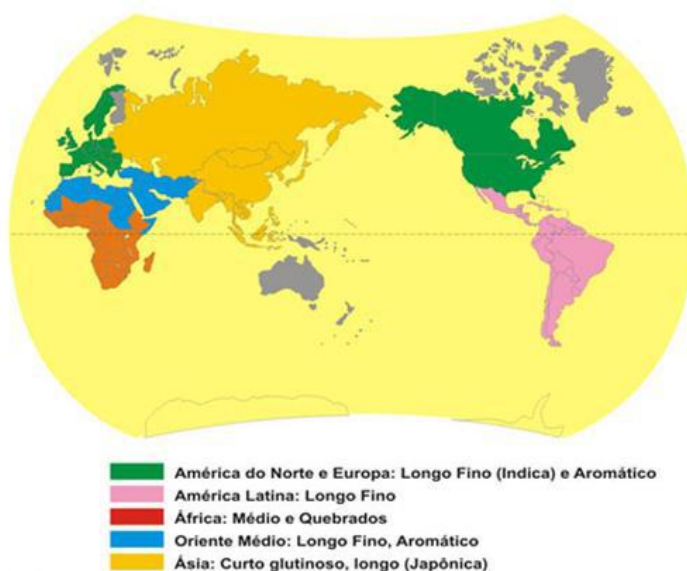 América do Norte e Europa: Longo Fino (Indica) e Aromático
América Latina: Longo Fino
África: Médio e Quebrados
Oriente Médio: Longo Fino, Aromático
Ásia: Curto glutinoso, longo (Japônica)